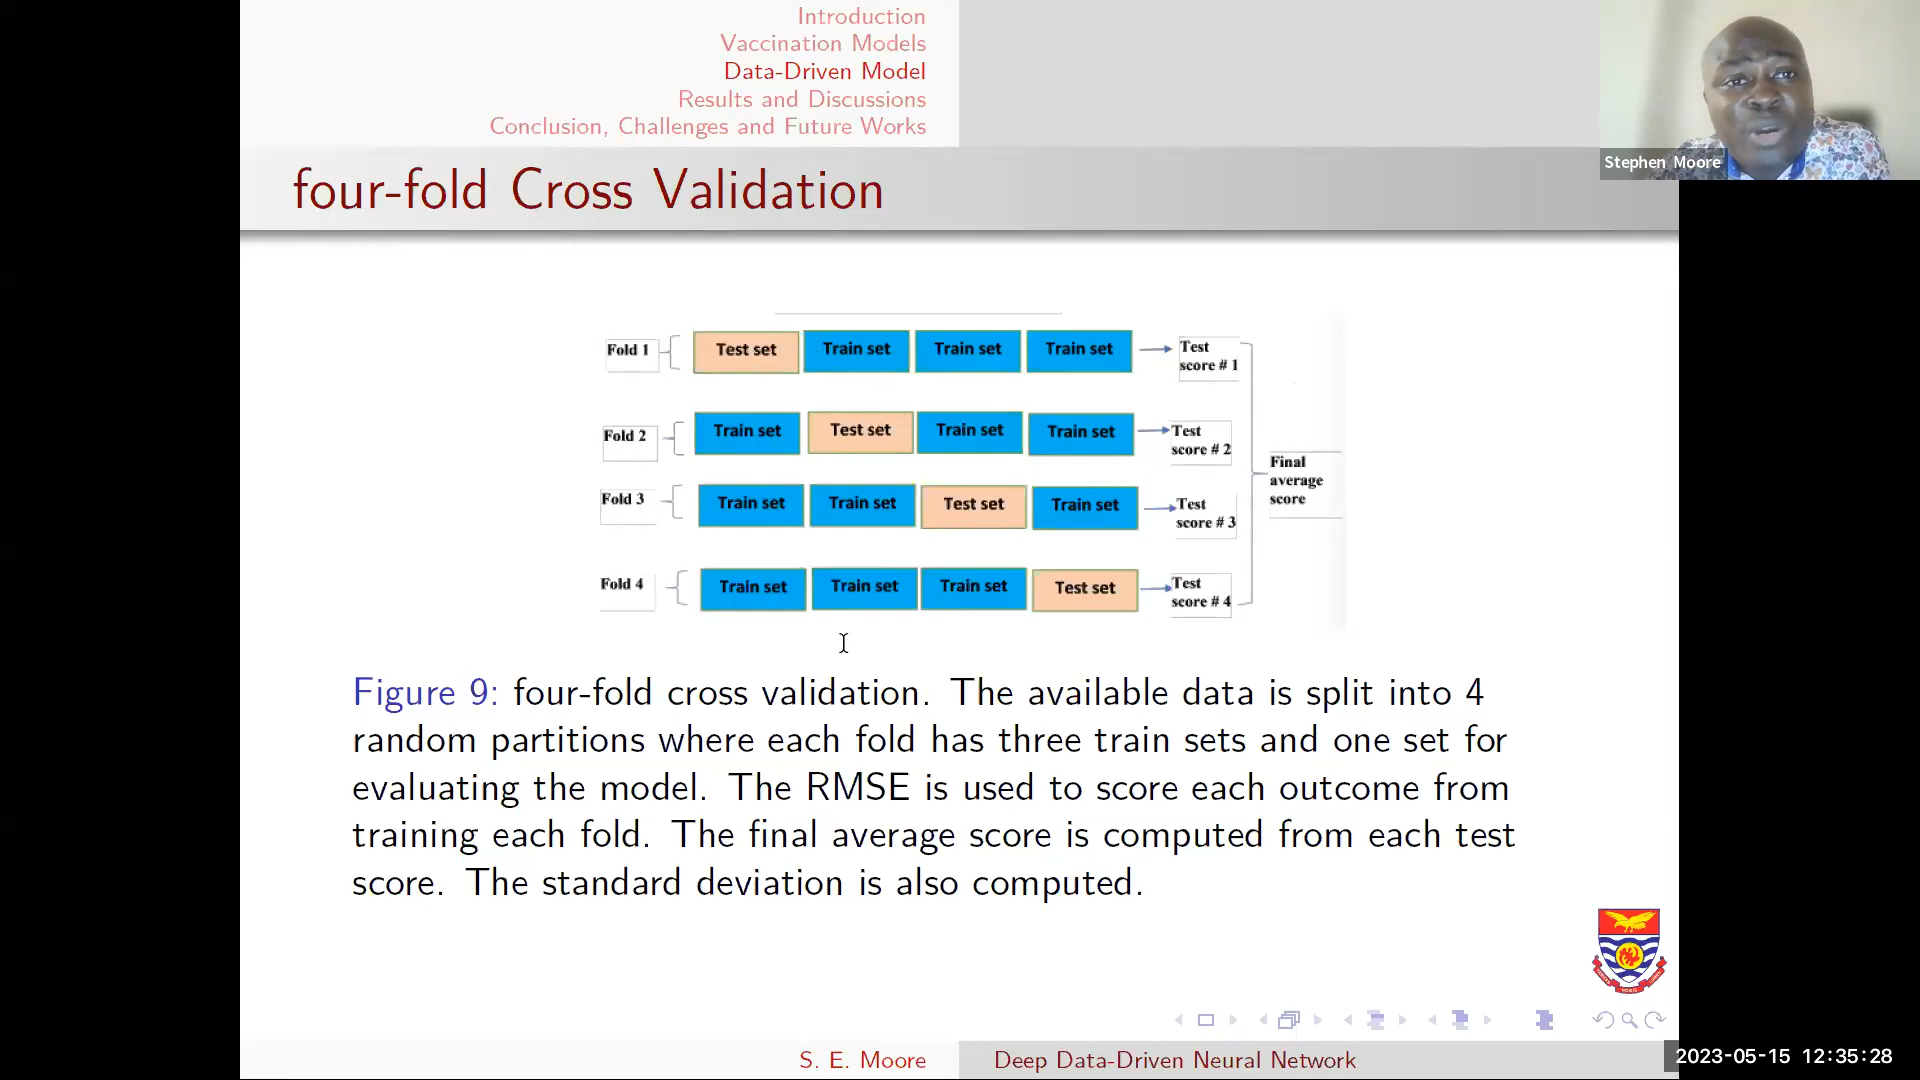 Introduction
Vaccination Models
Data-Driven Model
Results and Discussions
Conclusion, Challenges and Future Works
Stephen Moore
four-fold Cross Validation
Fold 1
Test set
Train set
Train set
Train set
Test
score # 1
Fold 2
Train set
Test set
Train set
Train set
Test
score # 2
Final
average
score
Fold 3
Train set
Train set
Test set
Train set
Test
score # 3
Fold 4
Train set
Train set
Train set
Test set
Test
score # 4
Figure 9: four-fold cross validation. The available data is split into 4
random partitions where each fold has three train sets and one set for
evaluating the model. The RMSE is used to score each outcome from
training each fold. The final average score is computed from each test
score. The standard deviation is also computed.
S. E. Moore
Deep Data-Driven Neural Network
2023-05-15 12:35:28